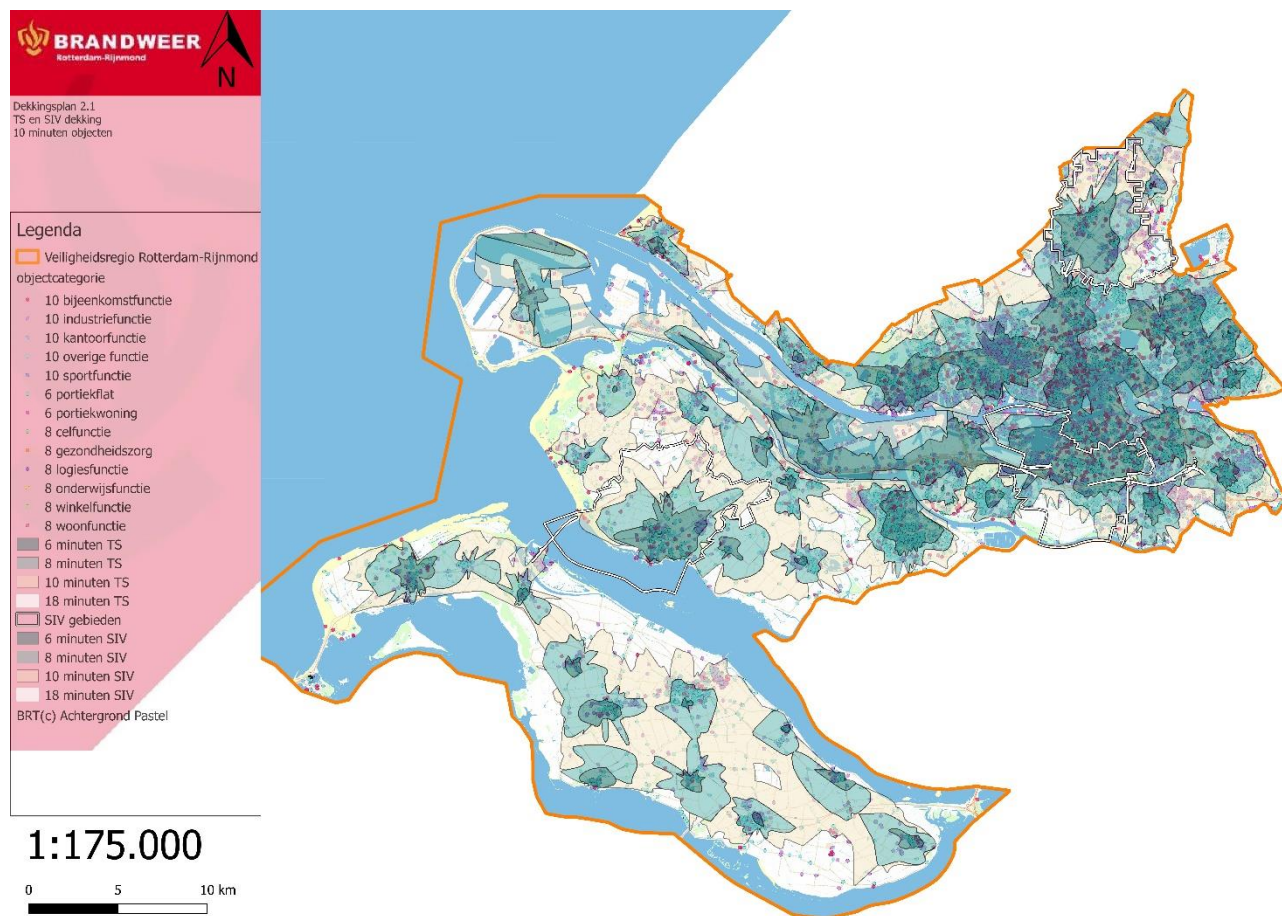 BRANDWEER
Rotterdam-Rijnmond
N
Dekkingsplan 2.1
TS en SIV dekking
10 minuten objecten
Legenda
Veiligheidsregio Rotterdam-Rijnmond
objectcategorie
10 bijeenkomstfunctie
10 industriefunctie
10 kantoorfunctie
10 overige functie
10 sportfunctie
6 portiekflat
6 portiekwoning
8 celfunctie
8 gezondheidszorg
8 logiesfunctie
8 onderwijsfunctie
8 winkelfunctie
8 woonfunctie
6 minuten TS
8 minuten TS
10 minuten TS
18 minuten TS
SIV gebieden
6 minuten SIV
8 minuten SIV
10 minuten SIV
18 minuten SIV
BRT(c) Achtergrond Pastel
1:175.000
0 5 10 km